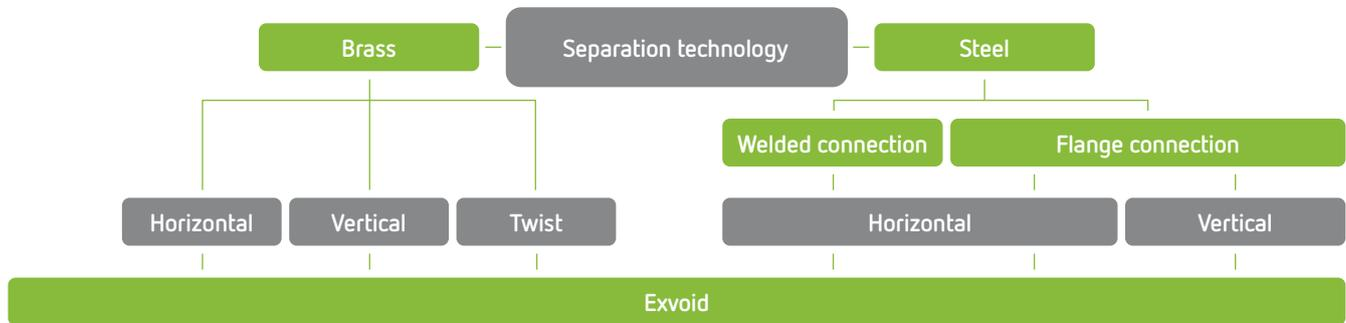 Brass
Separation technology
Steel
Welded connection
Flange connection
Horizontal
Vertical
Twist
Horizontal
Vertical
Exvoid